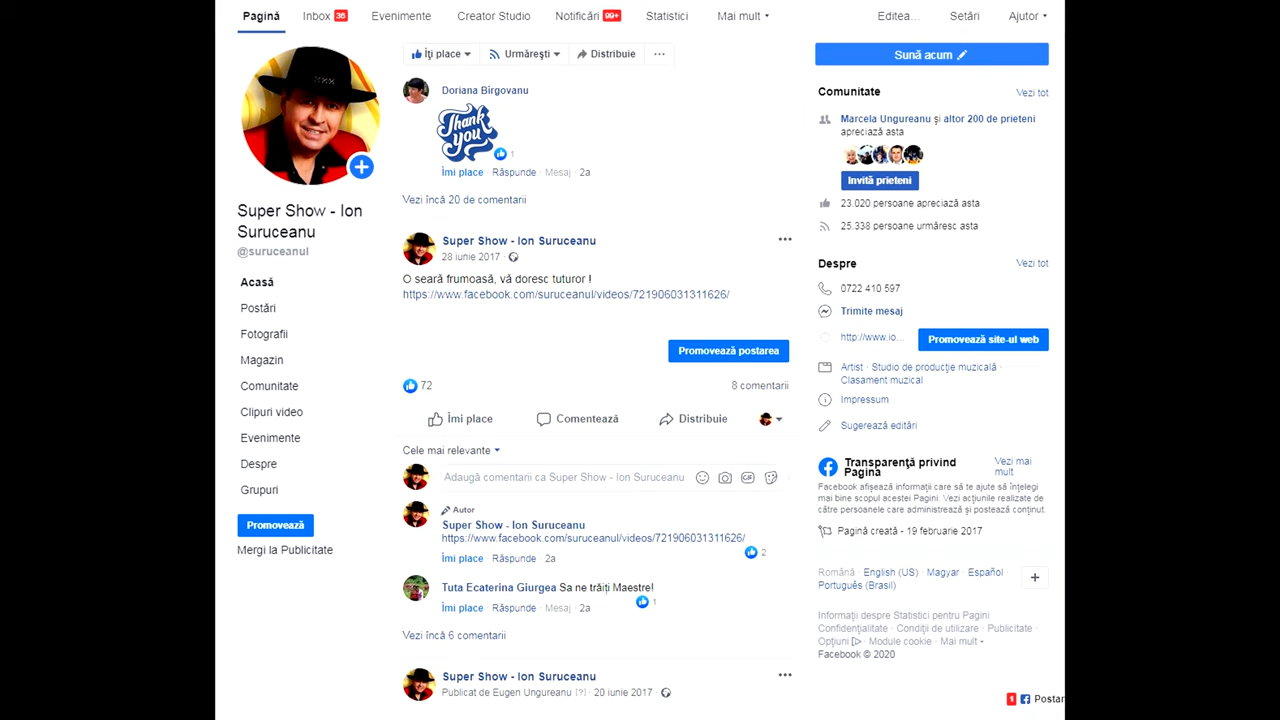 Pagină Inbox 36 Evenimente Creator Studio Notificări 99+ Statistici Mai mult Editea... Setări Ajutor
Super Show - Ion
Suruceanu
@suruceanul
Acasă
Postări
Fotografii
Magazin
Comunitate
Clipuri video
Evenimente
Despre
Grupuri
Promovează
Mergi la Publicitate
Îți place Urmărești Distribuie ...
Doriana Bîrgovanu
Thank
you
1
Îmi place · Răspunde · Mesaj · 2a
Vezi încă 20 de comentarii
Super Show - Ion Suruceanu
28 iunie 2017 ·
O seară frumoasă, vă doresc tuturor !
https://www.facebook.com/suruceanul/videos/721906031311626/
Promovează postarea
72 8 comentarii
Îmi place Comentează Distribuie
Cele mai relevante
Adaugă comentarii ca Super Show - Ion Suruceanu GIF
Autor
Super Show - Ion Suruceanu
https://www.facebook.com/suruceanul/videos/721906031311626/
2
Îmi place · Răspunde · 2a
Tuta Ecaterina Giurgea Sa ne trăiți Maestre!
1
Îmi place · Răspunde · Mesaj · 2a
Vezi încă 6 comentarii
Super Show - Ion Suruceanu
Publicat de Eugen Ungureanu [?] · 20 iunie 2017 ·
Sună acum
Comunitate Vezi tot
Marcela Ungureanu și altor 200 de prieteni
apreciază asta
Invită prieteni
23.020 persoane apreciază asta
25.338 persoane urmăresc asta
Despre Vezi tot
0722 410 597
Trimite mesaj
http://www.io... Promovează site-ul web
Artist · Studio de producție muzicală ·
Clasament muzical
Impressum
Sugerează editări
Transparență privind Vezi mai
Pagina mult
Facebook afișează informații care să te ajute să înțelegi
mai bine scopul acestei Pagini. Vezi acțiunile realizate de
către persoanele care administrează și postează conținut.
Pagină creată - 19 februarie 2017
Română · English (US) · Magyar · Español ·
Português (Brasil)
Informații despre Statistici pentru Pagini
Confidențialitate · Condiții de utilizare · Publicitate ·
Opțiuni · Module cookie · Mai mult
Facebook © 2020
1 Postar